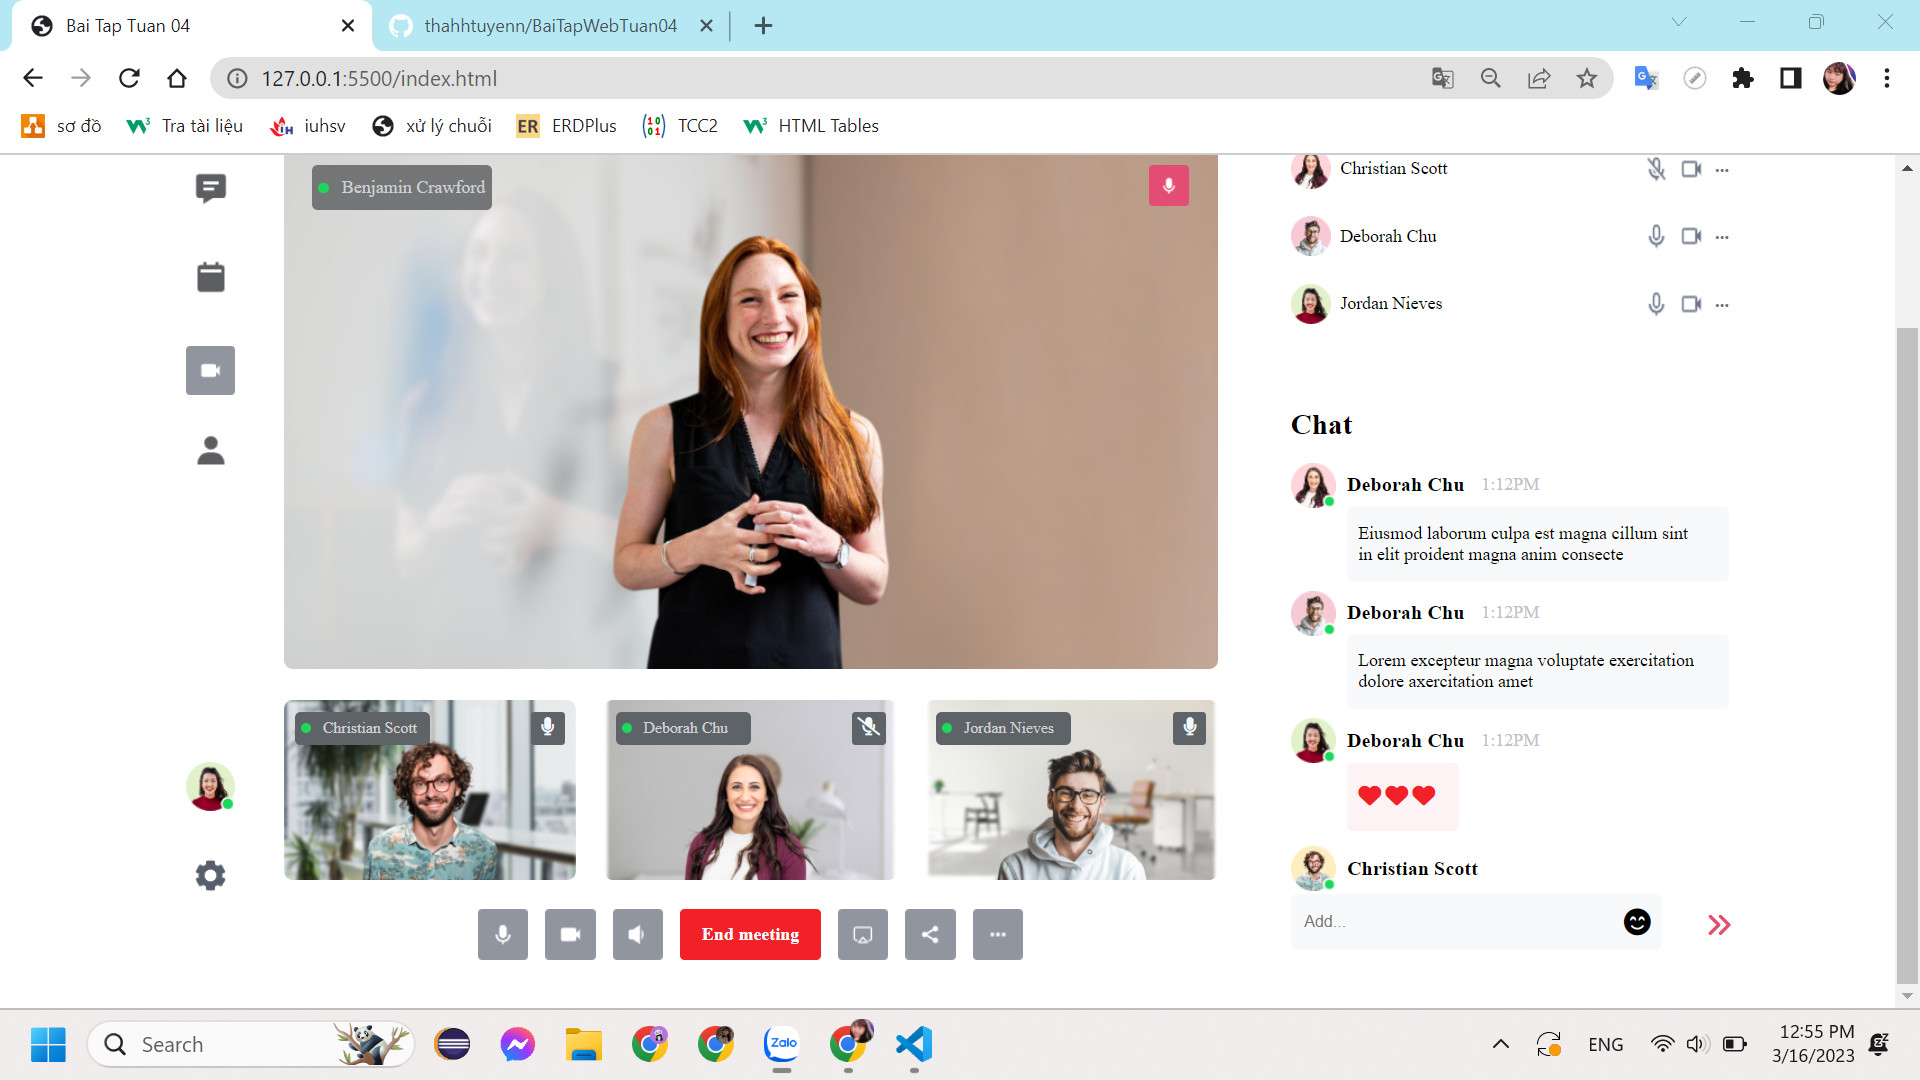 Bai Tap Tuan 04
thahhtuyenn/BaiTapWebTuan04
127.0.0.1:5500/index.html
sơ đồ
Tra tài liệu
iuhsv
xử lý chuỗi
ER
ERDPlus
TCC2
HTML Tables
Benjamin Crawford
Christian Scott
Deborah Chu
Jordan Nieves
Chat
Deborah Chu 1:12PM
Eiusmod laborum culpa est magna cillum sint
in elit proident magna anim consecte
Deborah Chu 1:12PM
Lorem excepteur magna voluptate exercitation
dolore axercitation amet
Deborah Chu 1:12PM
Christian Scott
Add...
Christian Scott
Deborah Chu
Jordan Nieves
End meeting
Search
Zalo
ENG
12:55 PM
3/16/2023